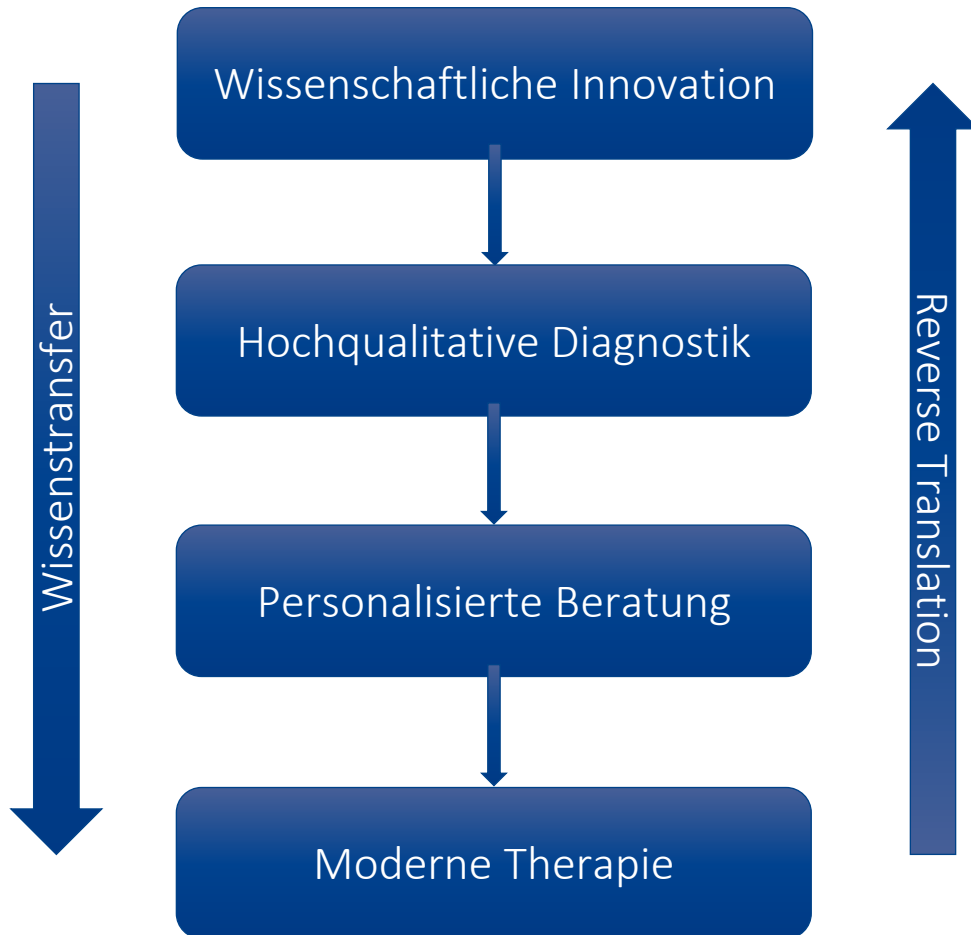 Wissenschaftliche Innovation
Hochqualitative Diagnostik
Personalisierte Beratung
Moderne Therapie
Wissenstransfer
Reverse Translation